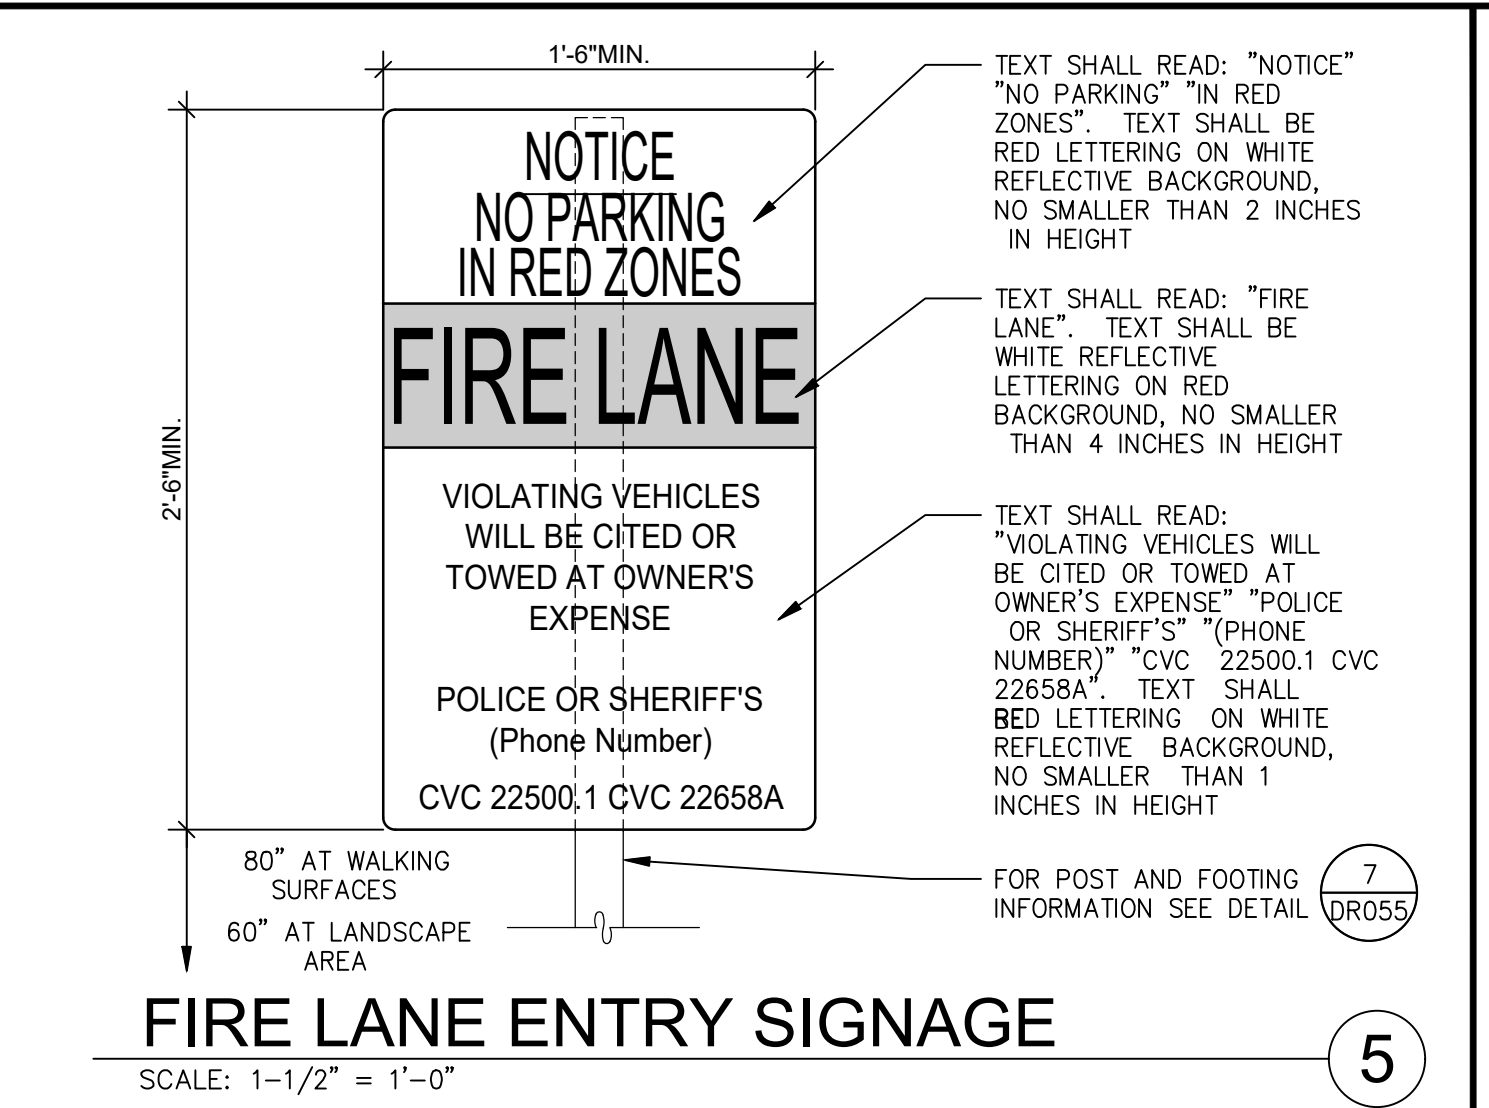 1'-6"MIN.
NOTICE
NO PARKING
IN RED ZONES
FIRE LANE
VIOLATING VEHICLES
WILL BE CITED OR
TOWED AT OWNER'S
EXPENSE
POLICE OR SHERIFF'S
(Phone Number)
CVC 22500.1 CVC 22658A
2'-6"MIN.
80" AT WALKING
SURFACES
60" AT LANDSCAPE
AREA
TEXT SHALL READ: "NOTICE"
"NO PARKING" "IN RED
ZONES". TEXT SHALL BE
RED LETTERING ON WHITE
REFLECTIVE BACKGROUND,
NO SMALLER THAN 2 INCHES
IN HEIGHT
TEXT SHALL READ: "FIRE
LANE". TEXT SHALL BE
WHITE REFLECTIVE
LETTERING ON RED
BACKGROUND, NO SMALLER
THAN 4 INCHES IN HEIGHT
TEXT SHALL READ:
"VIOLATING VEHICLES WILL
BE CITED OR TOWED AT
OWNER'S EXPENSE" "POLICE
OR SHERIFF'S" "(PHONE
NUMBER)" "CVC 22500.1 CVC
22658A". TEXT SHALL
BE RED LETTERING ON WHITE
REFLECTIVE BACKGROUND,
NO SMALLER THAN 1
INCHES IN HEIGHT
FOR POST AND FOOTING
INFORMATION SEE DETAIL
7
DR055
FIRE LANE ENTRY SIGNAGE
5
SCALE: 1-1/2" = 1'-0"